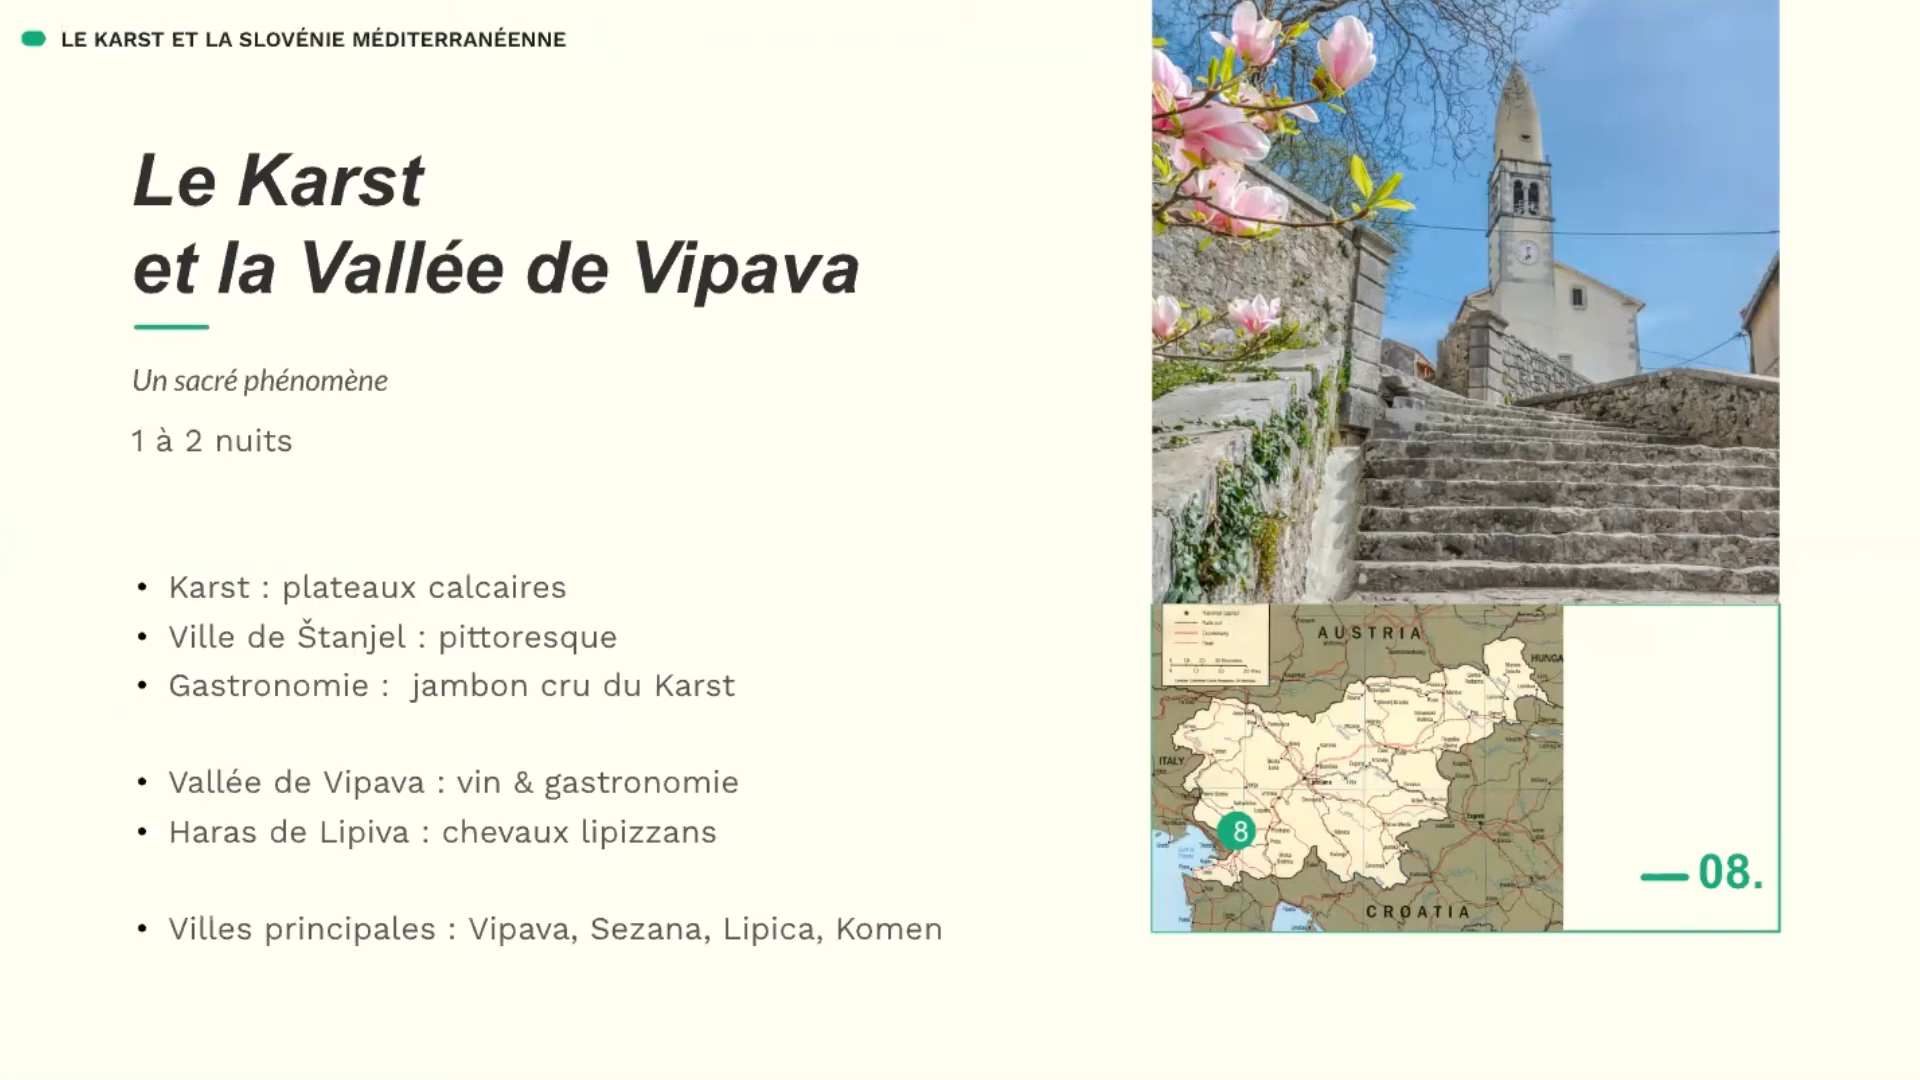 LE KARST ET LA SLOVÉNIE MÉDITERRANÉENNE
Le Karst
et la Vallée de Vipava
Un sacré phénomène
1 à 2 nuits
• Karst : plateaux calcaires
• Ville de Štanjel : pittoresque
• Gastronomie :  jambon cru du Karst
• Vallée de Vipava : vin & gastronomie
• Haras de Lipiva : chevaux lipizzans
• Villes principales : Vipava, Sezana, Lipica, Komen
AUSTRIA
HUNGA
ITALY
8
CROATIA
08.